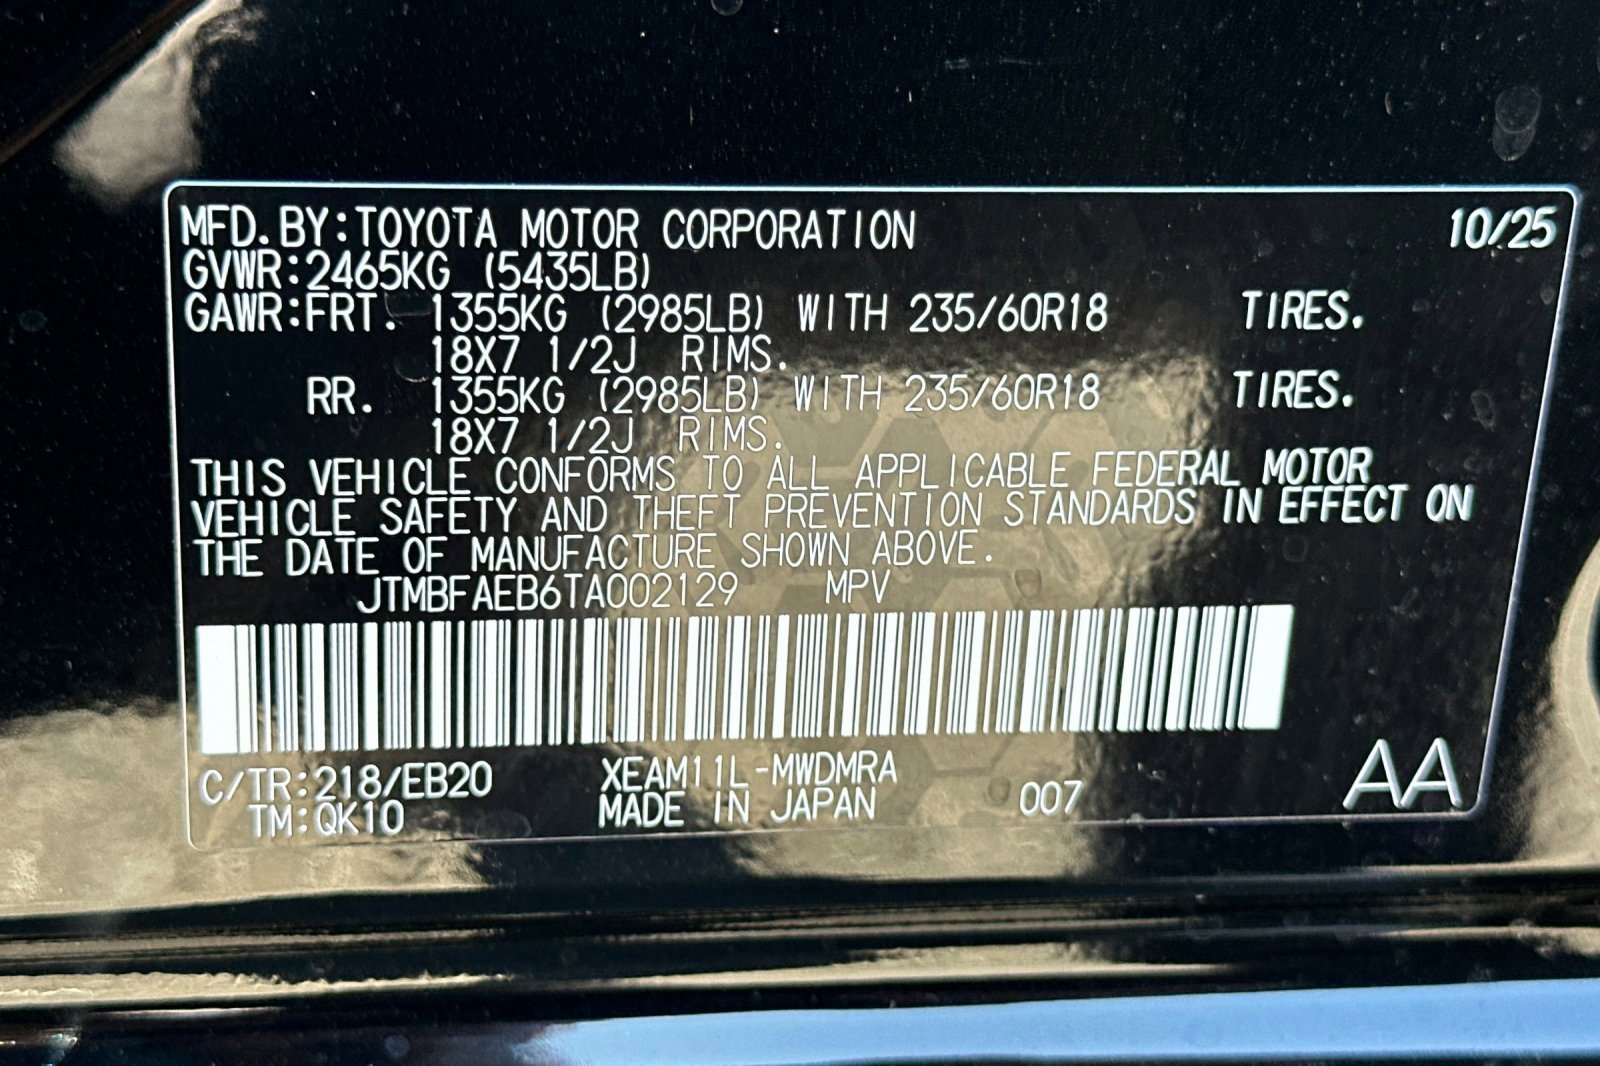 MFD.BY:TOYOTA MOTOR CORPORATION 10/25
GVWR:2465KG (5435LB)
GAWR:FRT. 1355KG (2985LB) WITH 235/60R18 TIRES.
18X7 1/2J RIMS.
RR. 1355KG (2985LB) WITH 235/60R18 TIRES.
18X7 1/2J RIMS.
THIS VEHICLE CONFORMS TO ALL APPLICABLE FEDERAL MOTOR
VEHICLE SAFETY AND THEFT PREVENTION STANDARDS IN EFFECT ON
THE DATE OF MANUFACTURE SHOWN ABOVE.
JTMBFAEB6TA002129 MPV
C/TR:218/EB20 XEAM11L-MWDMRA
TM:QK10 MADE IN JAPAN 007 AA